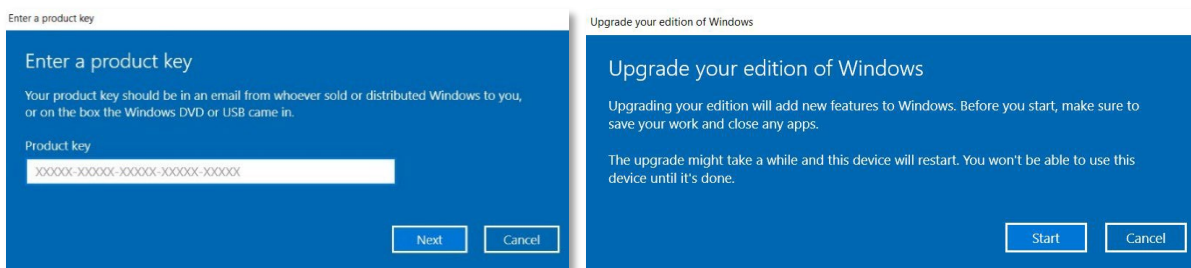 Enter a product key
Enter a product key
Your product key should be in an email from whoever sold or distributed Windows to you,
or on the box the Windows DVD or USB came in.
Product key
XXXXX-XXXXX-XXXXX-XXXXX-XXXXX
Next
Cancel
Upgrade your edition of Windows
Upgrade your edition of Windows
Upgrading your edition will add new features to Windows. Before you start, make sure to
save your work and close any apps.
The upgrade might take a while and this device will restart. You won't be able to use this
device until it's done.
Start
Cancel